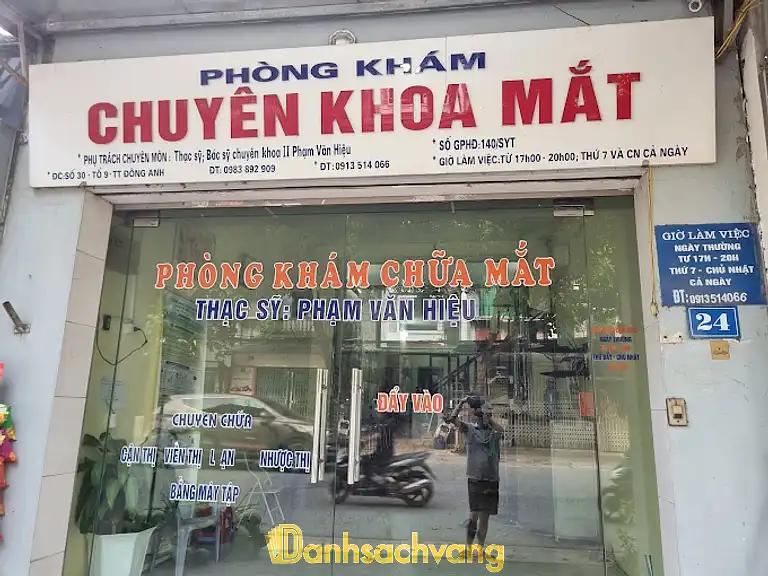 PHÒNG KHÁM
CHUYÊN KHOA MẮT
* PHỤ TRÁCH CHUYÊN MÔN: Thạc sỹ; Bác sỹ chuyên khoa II Phạm Văn Hiệu
* SỐ GPHĐ:140/SYT
* ĐC: SỐ 30 - TỔ 9 - TT ĐÔNG ANH
ĐT: 0983 892 909
* ĐT: 0913 514 066
* GIỜ LÀM VIỆC: TỪ 17h00 - 20h00; THỨ 7 VÀ CN CẢ NGÀY
GIỜ LÀM VIỆC
NGÀY THƯỜNG
TƯ 17H - 20H
THỨ 7 - CHỦ NHẬT
CẢ NGÀY
ĐT: 0913514066
24
PHÒNG KHÁM CHỮA MẮT
THẠC SỸ: PHẠM VĂN HIỆU
NGÀY THƯỜNG
ĐẨY VÀO
CHUYÊN CHỮA
CẬN THỊ VIỄN THỊ L ẠN NHƯỢC THỊ
BẰNG MÁY TẬP
Danhsachvang